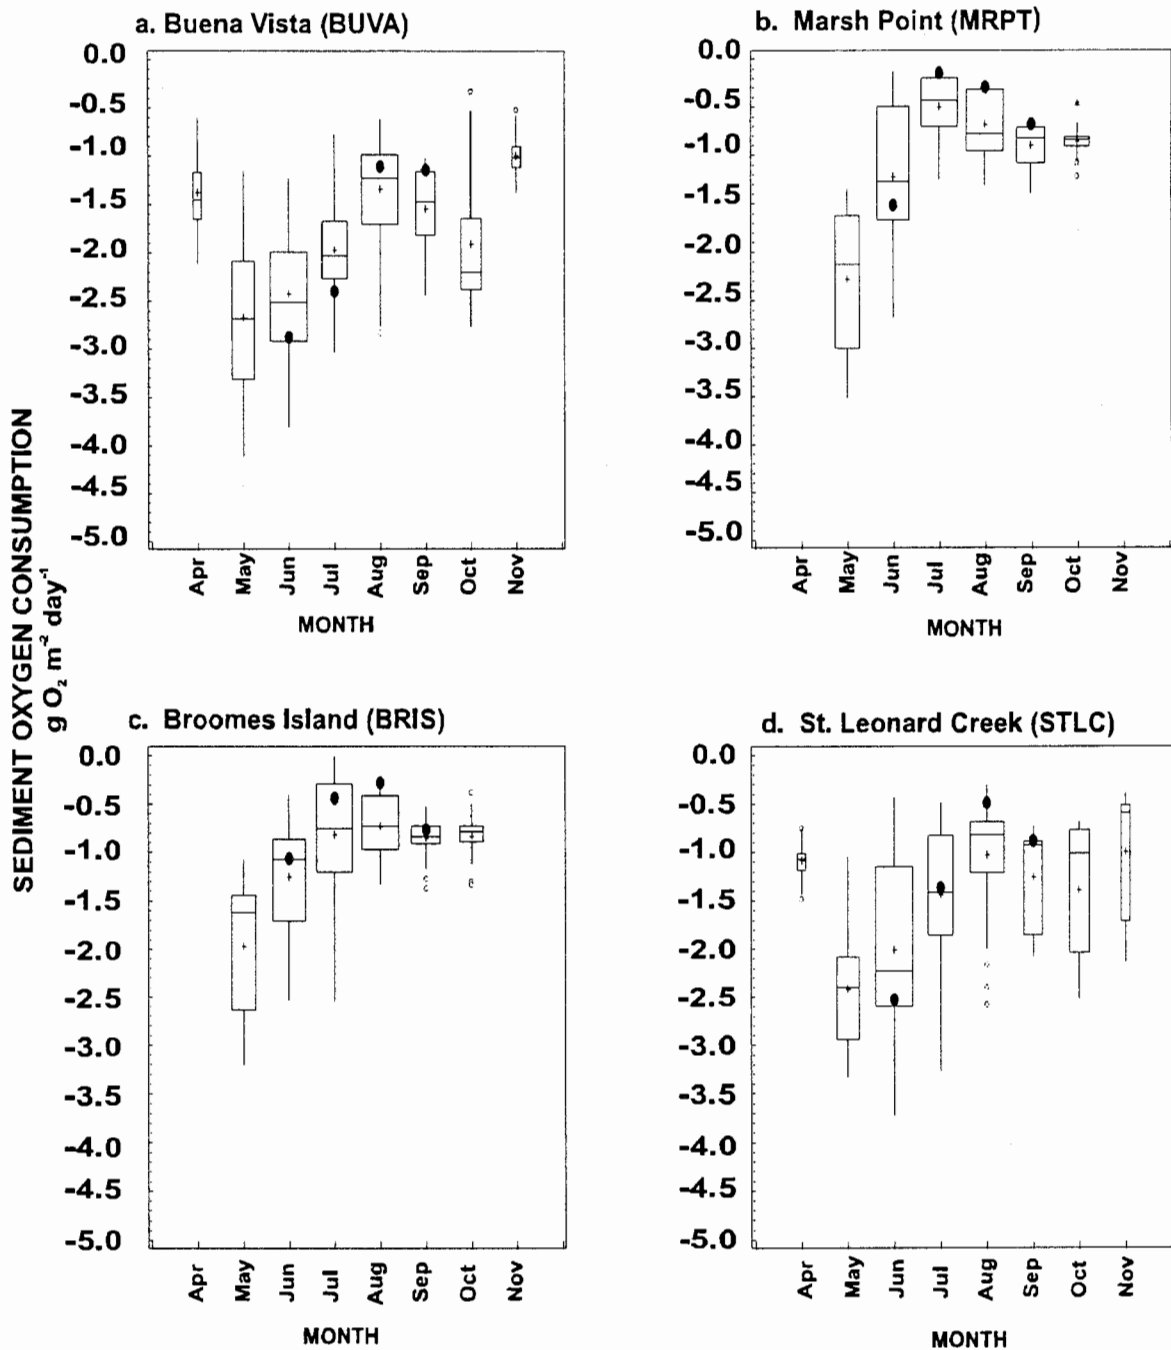 a. Buena Vista (BUVA)
0.0
-0.5
-1.0
-1.5
-2.0
-2.5
-3.0
-3.5
-4.0
-4.5
-5.0
Apr
May
Jun
Jul
Aug
Sep
Oct
Nov
MONTH
b. Marsh Point (MRPT)
0.0
-0.5
-1.0
-1.5
-2.0
-2.5
-3.0
-3.5
-4.0
-4.5
-5.0
Apr
May
Jun
Jul
Aug
Sep
Oct
Nov
MONTH
SEDIMENT OXYGEN CONSUMPTION
g O₂ m⁻² day⁻¹
c. Broomes Island (BRIS)
0.0
-0.5
-1.0
-1.5
-2.0
-2.5
-3.0
-3.5
-4.0
-4.5
-5.0
Apr
May
Jun
Jul
Aug
Sep
Oct
Nov
MONTH
d. St. Leonard Creek (STLC)
0.0
-0.5
-1.0
-1.5
-2.0
-2.5
-3.0
-3.5
-4.0
-4.5
-5.0
Apr
May
Jun
Jul
Aug
Sep
Oct
Nov
MONTH